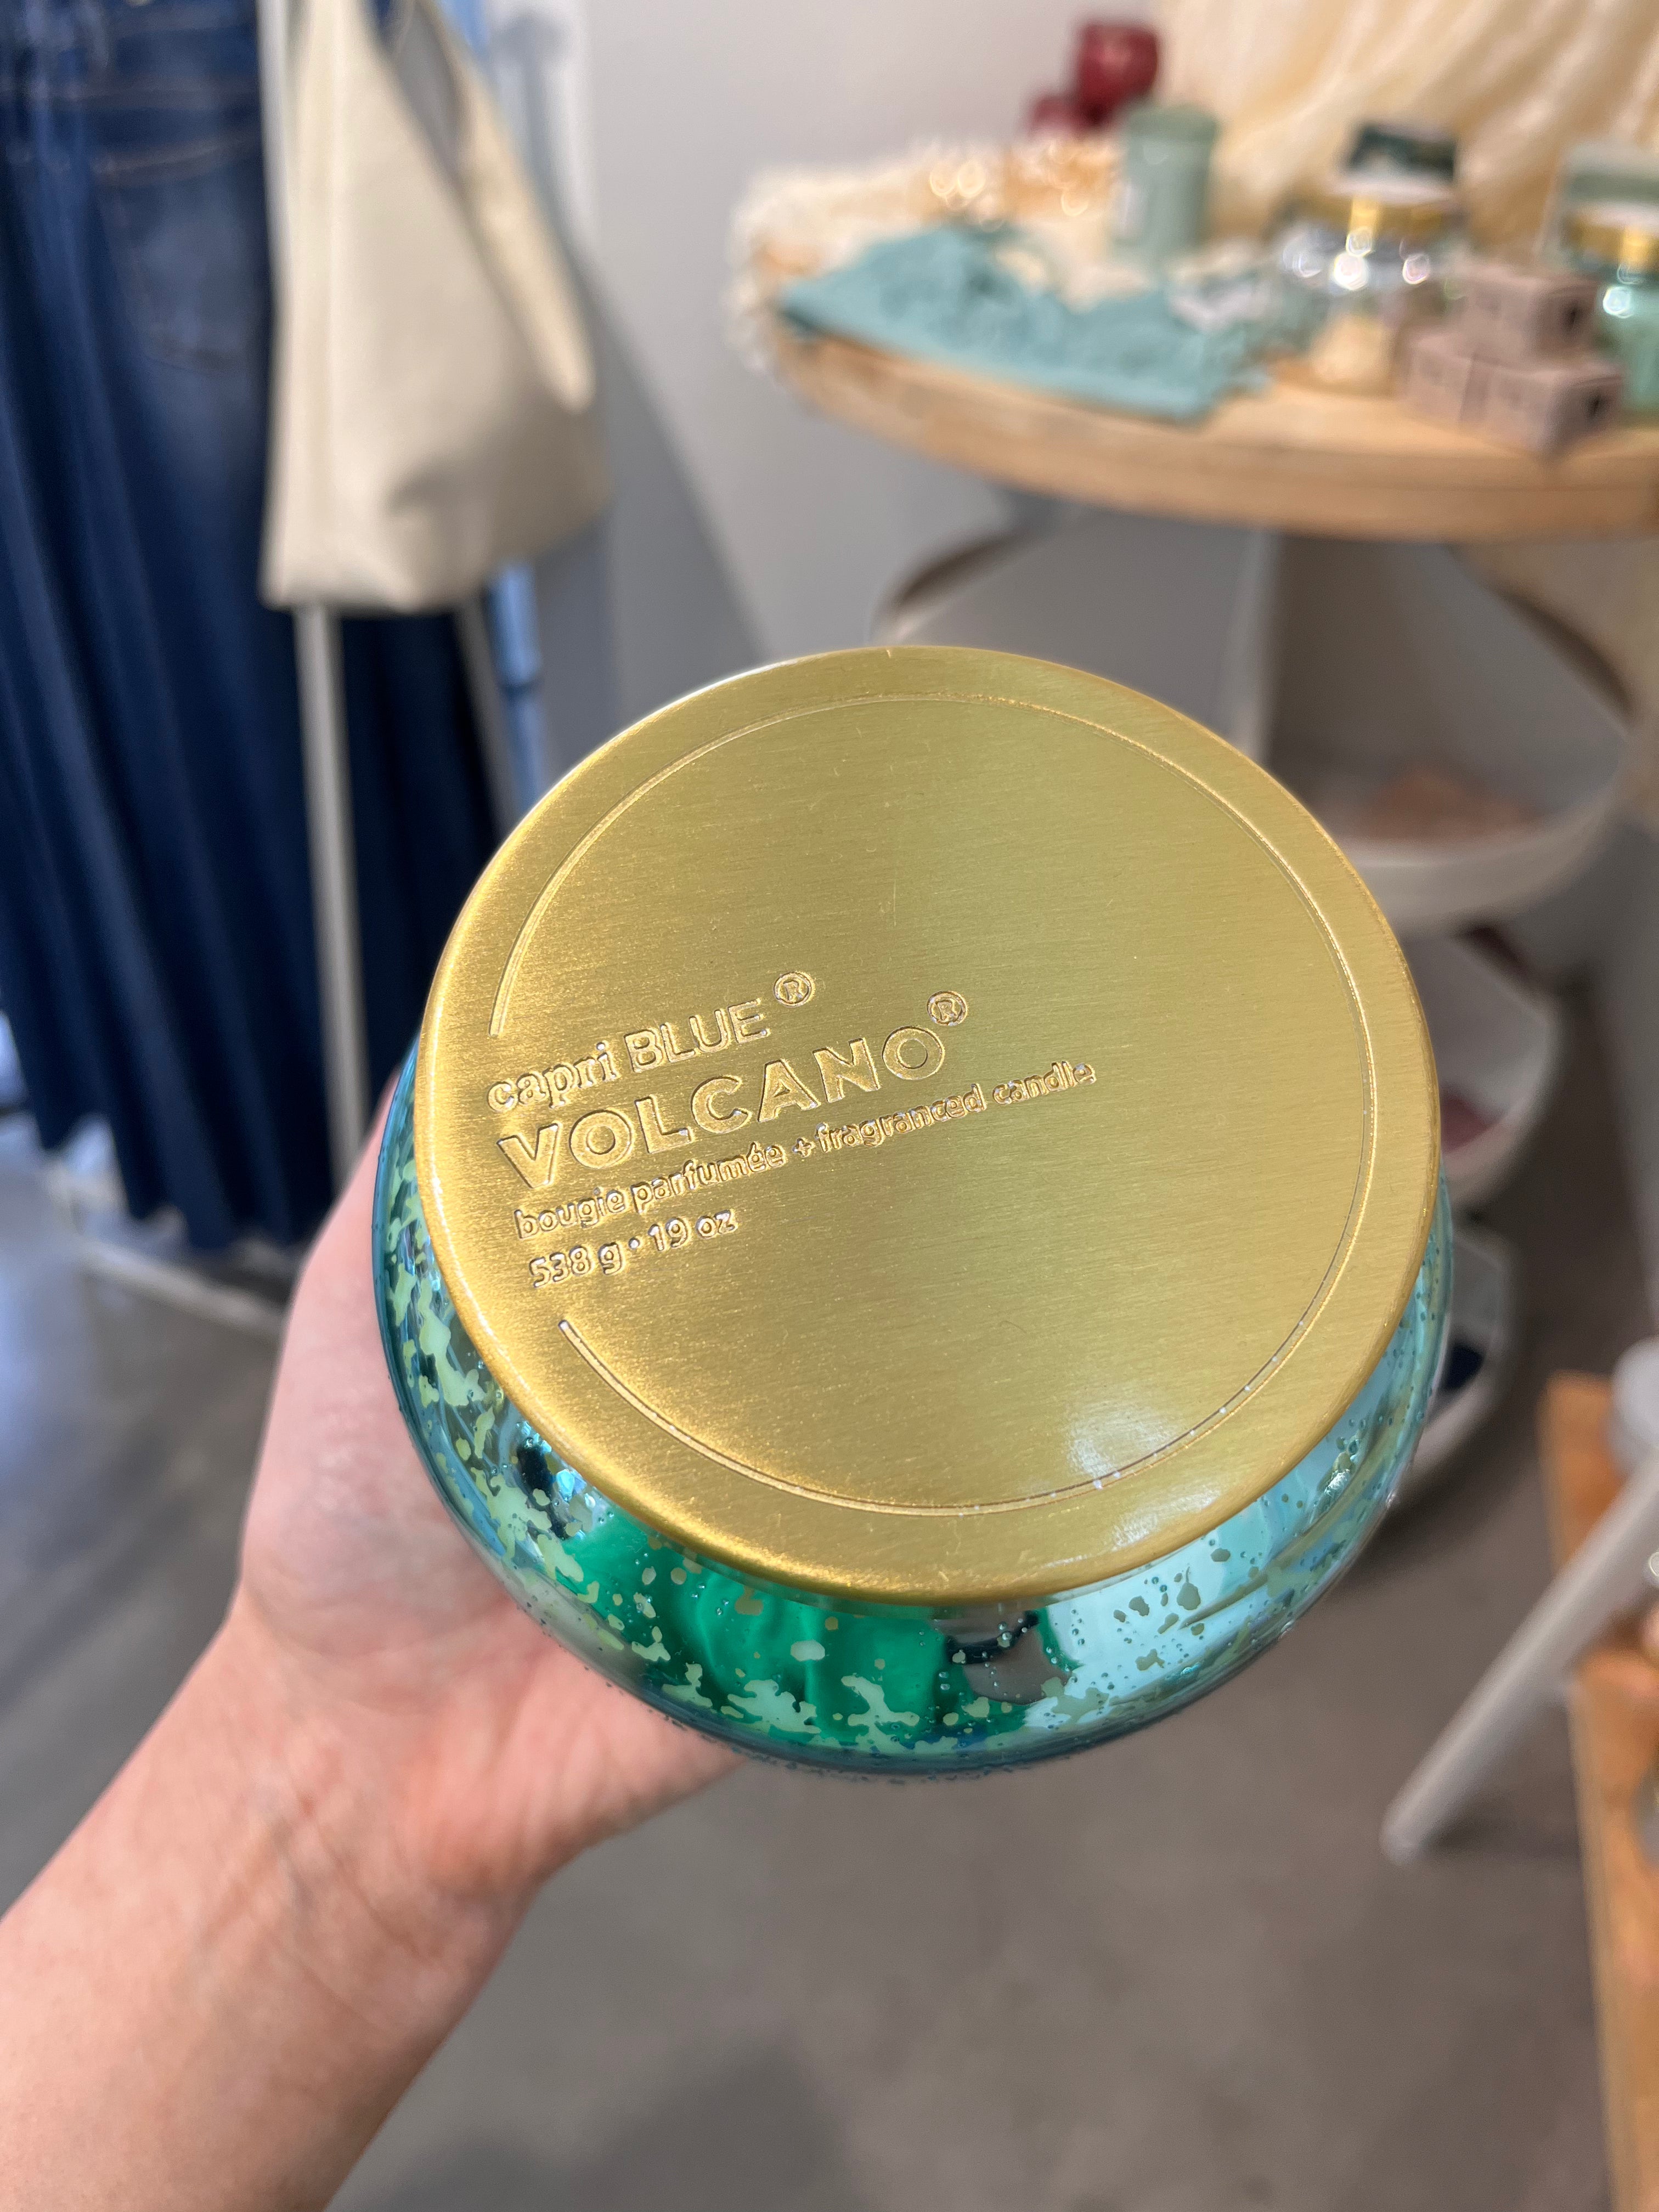 capri BLUE®
VOLCANO®
bougie parfumée + fragranced candle
538 g • 19 oz